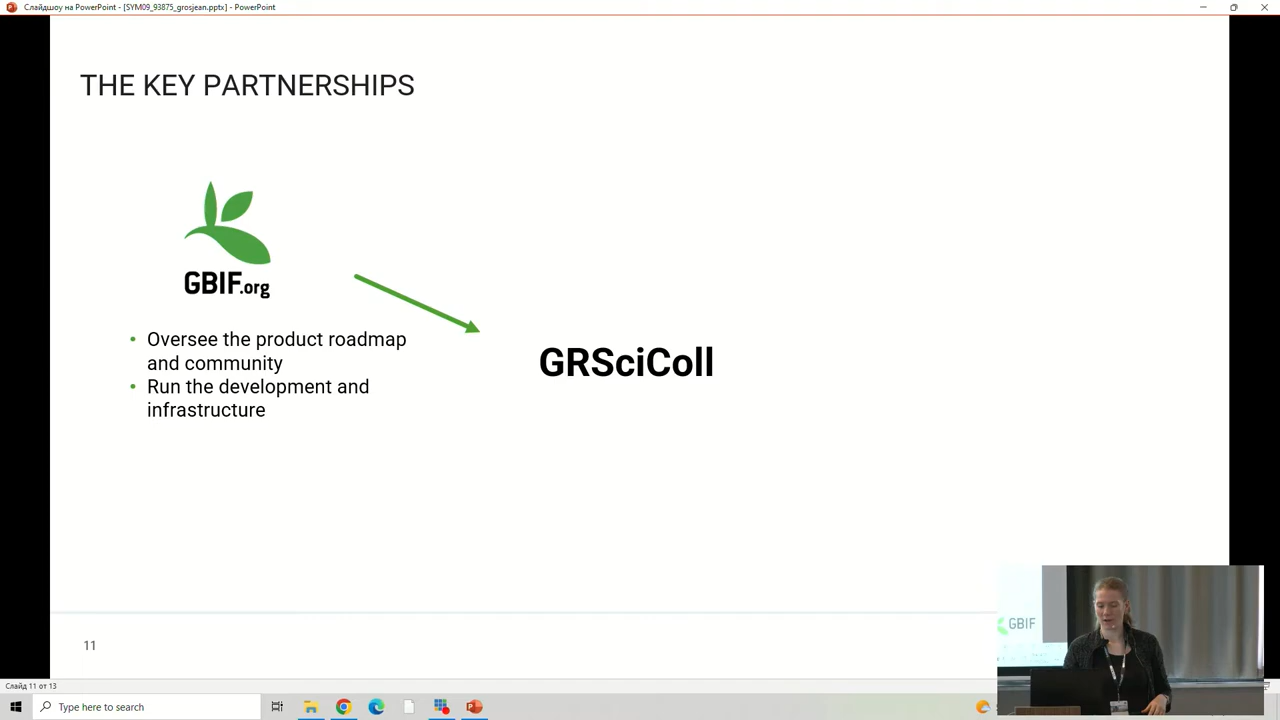 Слайдшоу на PowerPoint - [SYM09_93875_grosjean.pptx] - PowerPoint
THE KEY PARTNERSHIPS
GBIF.org
• Oversee the product roadmap
and community
• Run the development and
infrastructure
GRSciColl
GBIF
11
Слайд 11 от 13
Type here to search